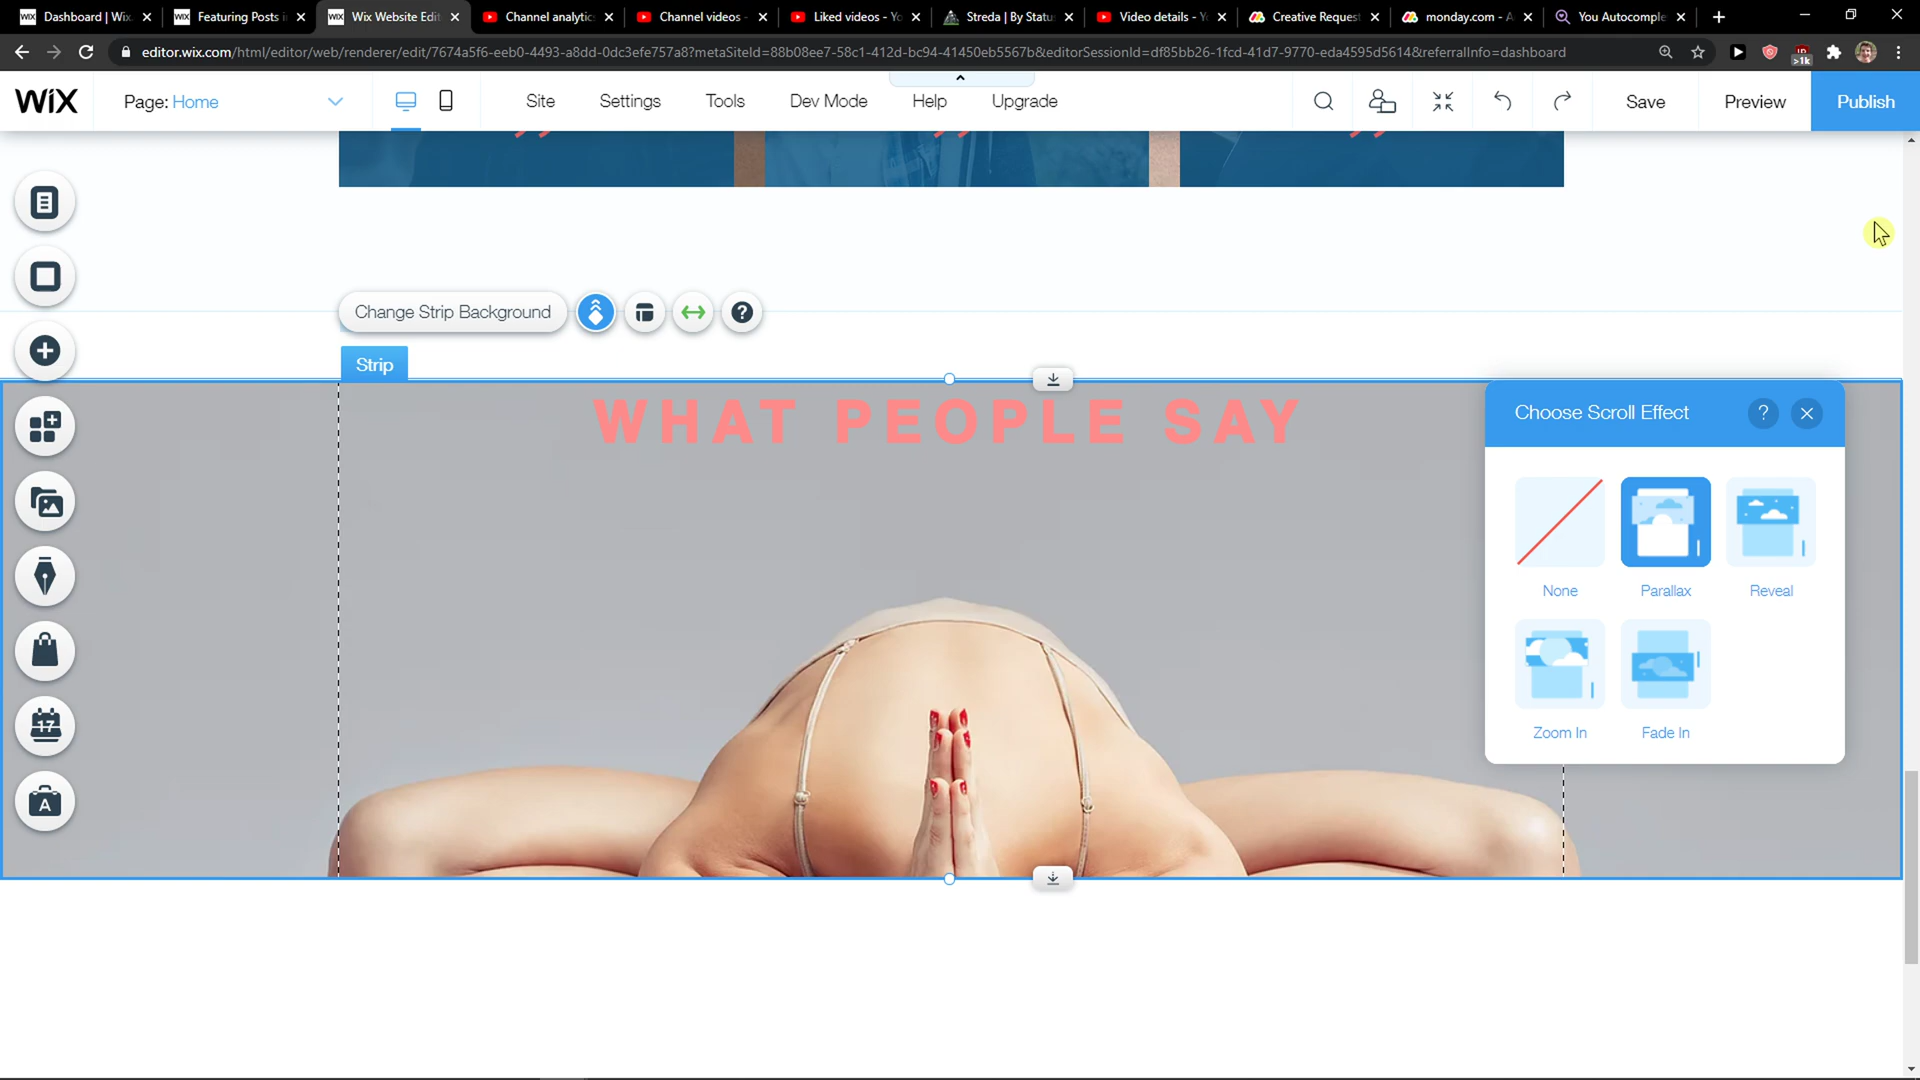 Dashboard | Wix
Featuring Posts i
Wix Website Edit
Channel analytic
Channel videos -
Liked videos - Yo
Streda | By Statu
Video details - Y
Creative Reques
monday.com - A
You Autocomple
editor.wix.com/html/editor/web/renderer/edit/7674a5f6-eeb0-4493-a8dd-0dc3efe757a8?metaSiteId=88b08ee7-58c1-412d-bc94-41450eb5567b&editorSessionId=df85bb26-1fcd-41d7-9770-eda4595d5614&referralInfo=dashboard
>1k
WiX
Page: Home
Site
Settings
Tools
Dev Mode
Help
Upgrade
Save
Preview
Publish
Change Strip Background
?
Strip
WHAT PEOPLE SAY
Choose Scroll Effect
?
None
Parallax
Reveal
Zoom In
Fade In
17
A